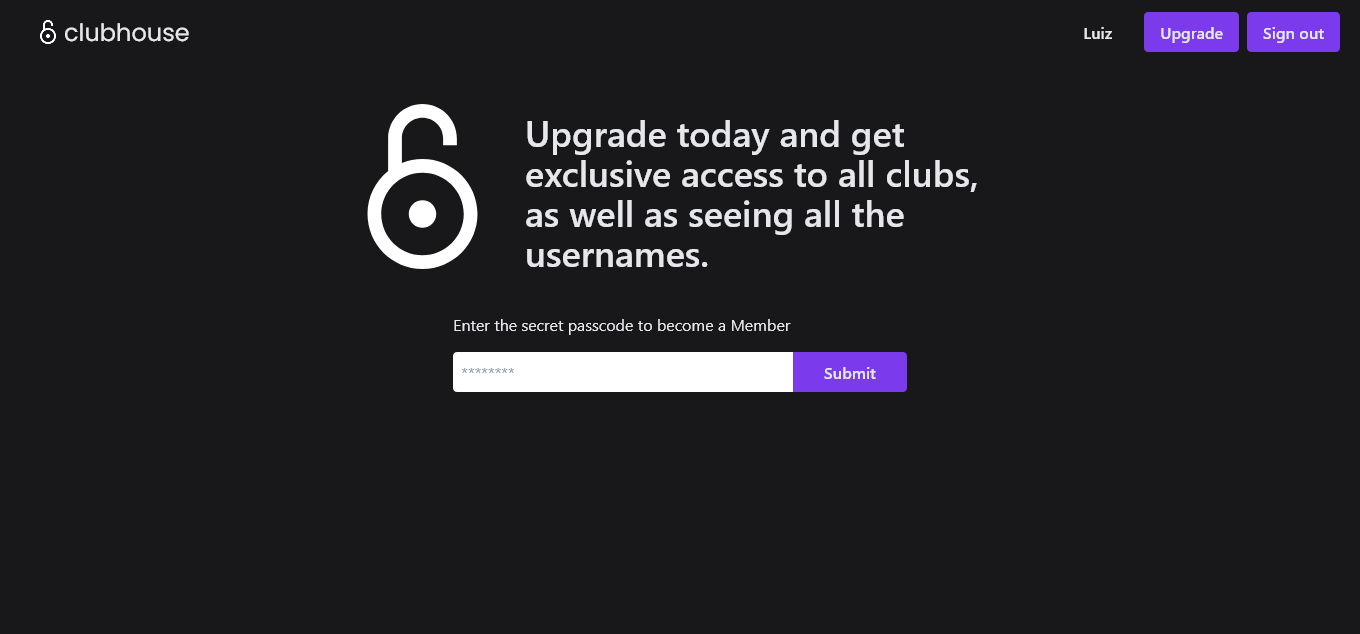 clubhouse
Luiz
Upgrade
Sign out
Upgrade today and get
exclusive access to all clubs,
as well as seeing all the
usernames.
Enter the secret passcode to become a Member
********
Submit